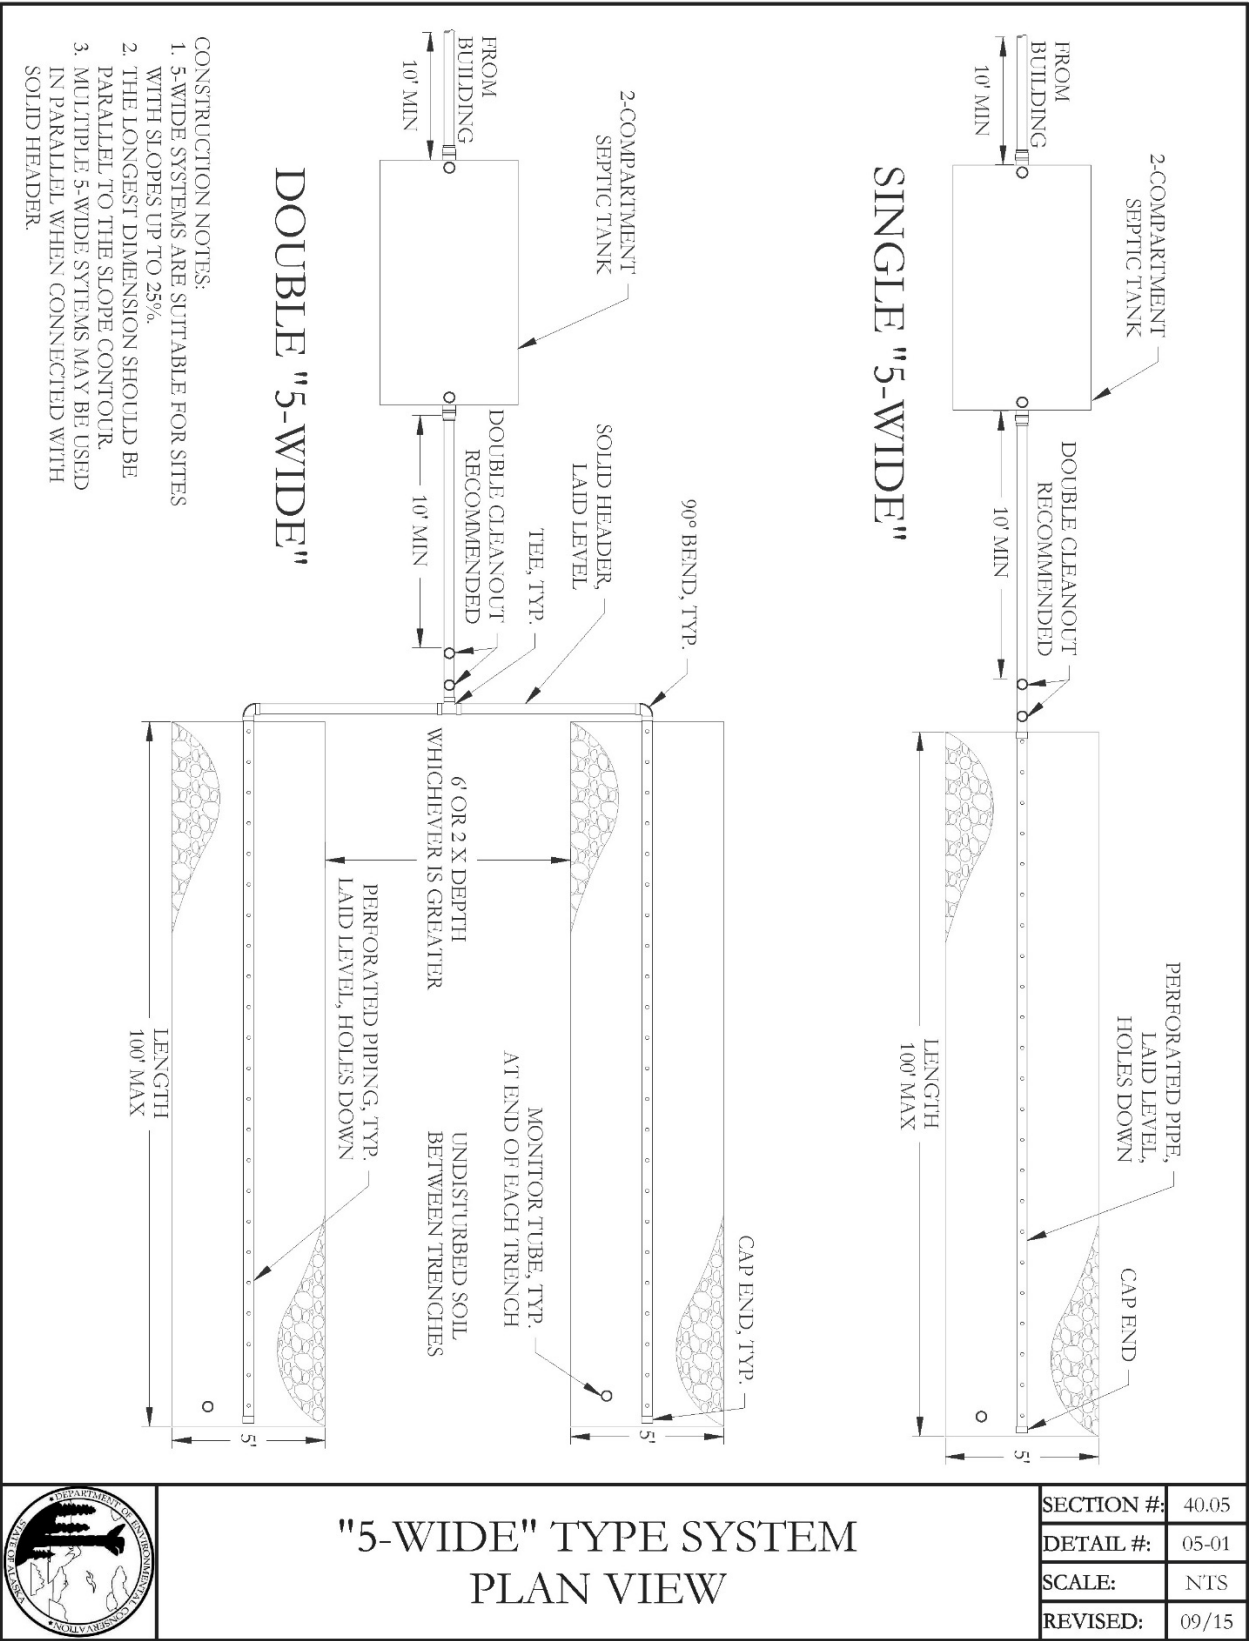 FROM
BUILDING
10' MIN
2-COMPARTMENT
SEPTIC TANK
SINGLE "5-WIDE"
10' MIN
DOUBLE CLEANOUT
RECOMMENDED
PERFORATED PIPE,
LAID LEVEL,
HOLES DOWN
LENGTH
100' MAX
CAP END
5'
FROM
BUILDING
10' MIN
2-COMPARTMENT
SEPTIC TANK
DOUBLE "5-WIDE"
10' MIN
DOUBLE CLEANOUT
RECOMMENDED
TEE, TYP.
SOLID HEADER,
LAID LEVEL
90° BEND, TYP.
6' OR 2 X DEPTH
WHICHEVER IS GREATER
PERFORATED PIPING, TYP.
LAID LEVEL, HOLES DOWN
MONITOR TUBE, TYP.
AT END OF EACH TRENCH
UNDISTURBED SOIL
BETWEEN TRENCHES
CAP END, TYP.
5'
5'
LENGTH
100' MAX
CONSTRUCTION NOTES:
1. 5-WIDE SYSTEMS ARE SUITABLE FOR SITES
WITH SLOPES UP TO 25%.
2. THE LONGEST DIMENSION SHOULD BE
PARALLEL TO THE SLOPE CONTOUR.
3. MULTIPLE 5-WIDE SYTEMS MAY BE USED
IN PARALLEL WHEN CONNECTED WITH
SOLID HEADER.
DEPARTMENT OF ENVIRONMENTAL CONSERVATION
STATE OF ALASKA
"5-WIDE" TYPE SYSTEM
PLAN VIEW
SECTION #: 40.05
DETAIL #: 05-01
SCALE: NTS
REVISED: 09/15